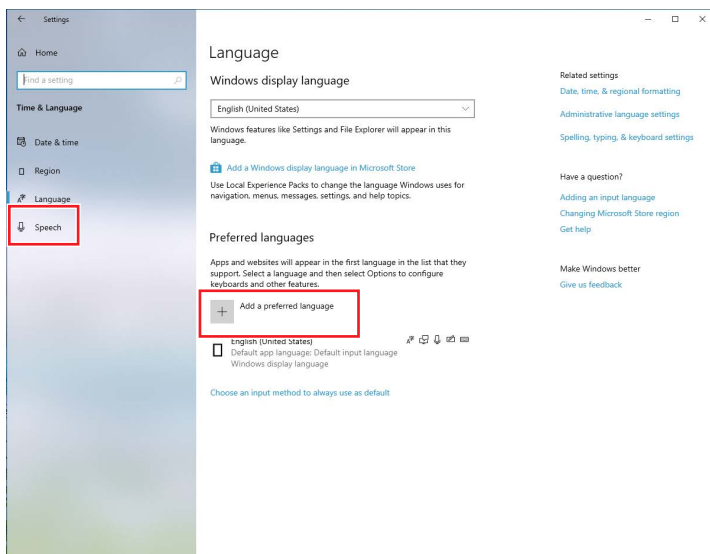 Settings
Home
Find a setting
Time & Language
Date & time
Region
Language
Speech
Language
Windows display language
English (United States)
Windows features like Settings and File Explorer will appear in this
language.
Add a Windows display language in Microsoft Store
Use Local Experience Packs to change the language Windows uses for
navigation, menus, messages, settings, and help topics.
Preferred languages
Apps and websites will appear in the first language in the list that they
support. Select a language and then select Options to configure
keyboards and other features.
Add a preferred language
English (United States)
Default app language; Default input language
Windows display language
Choose an input method to always use as default
Related settings
Date, time, & regional formatting
Administrative language settings
Spelling, typing, & keyboard settings
Have a question?
Adding an input language
Changing Microsoft Store region
Get help
Make Windows better
Give us feedback